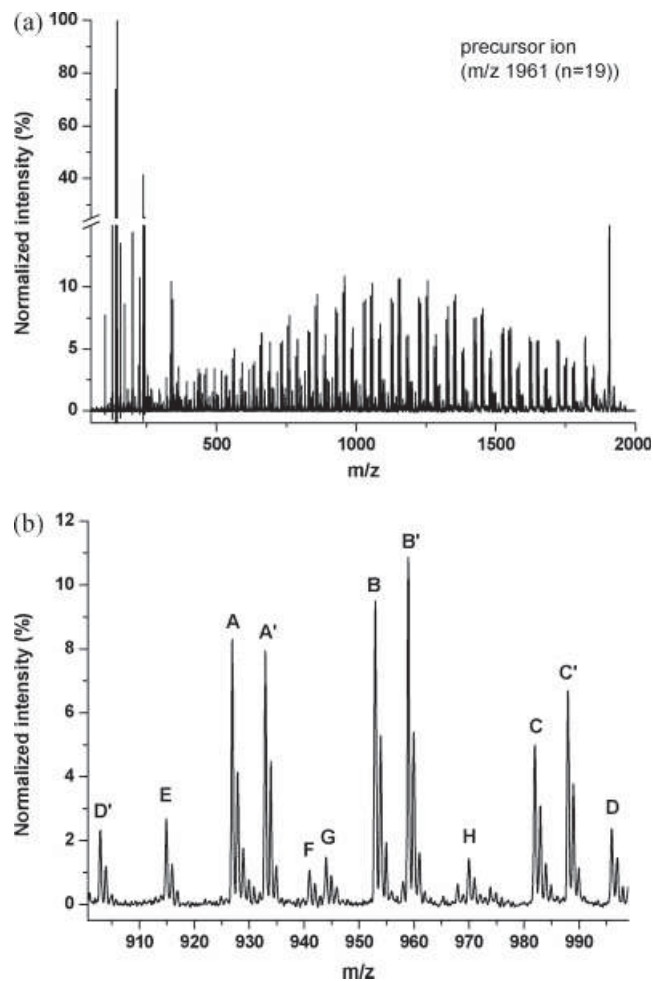 (a)
100
80
60
40
10
5
0
Normalized intensity (%)
precursor ion
(m/z 1961 (n=19))
500
1000
1500
2000
m/z
(b)
12
10
8
6
4
2
0
Normalized intensity (%)
D'
E
A
A'
F
G
B
B'
H
C
C'
D
910
920
930
940
950
960
970
980
990
m/z